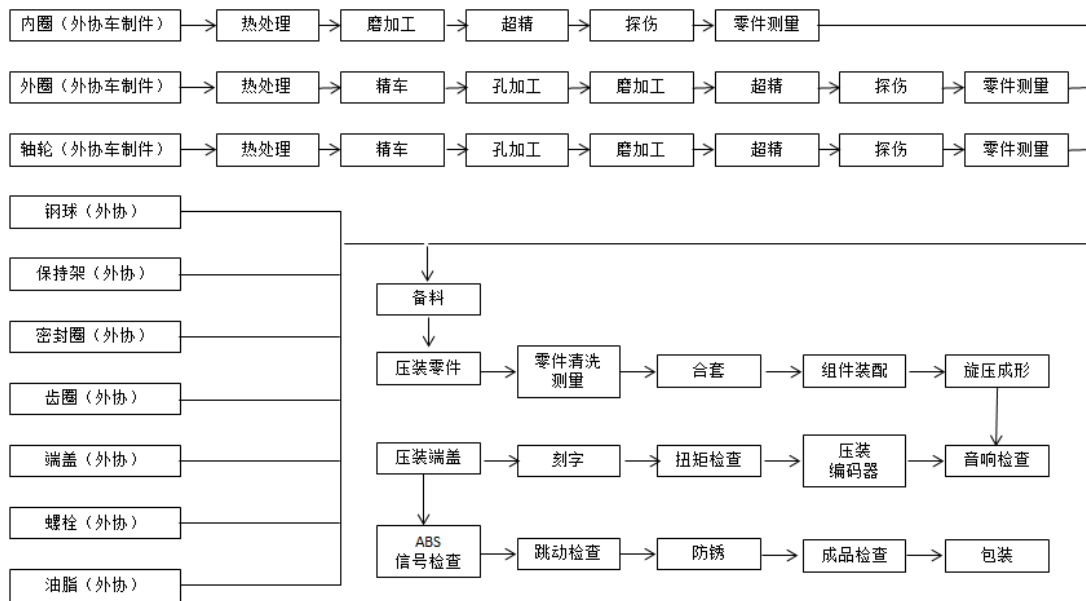 内圈（外协车制件）
热处理
磨加工
超精
探伤
零件测量
外圈（外协车制件）
热处理
精车
孔加工
磨加工
超精
探伤
零件测量
轴轮（外协车制件）
热处理
精车
孔加工
磨加工
超精
探伤
零件测量
钢球（外协）
保持架（外协）
密封圈（外协）
齿圈（外协）
端盖（外协）
螺栓（外协）
油脂（外协）
备料
压装零件
零件清洗
测量
合套
组件装配
旋压成形
压装端盖
刻字
扭矩检查
压装
编码器
音响检查
ABS
信号检查
跳动检查
防锈
成品检查
包装